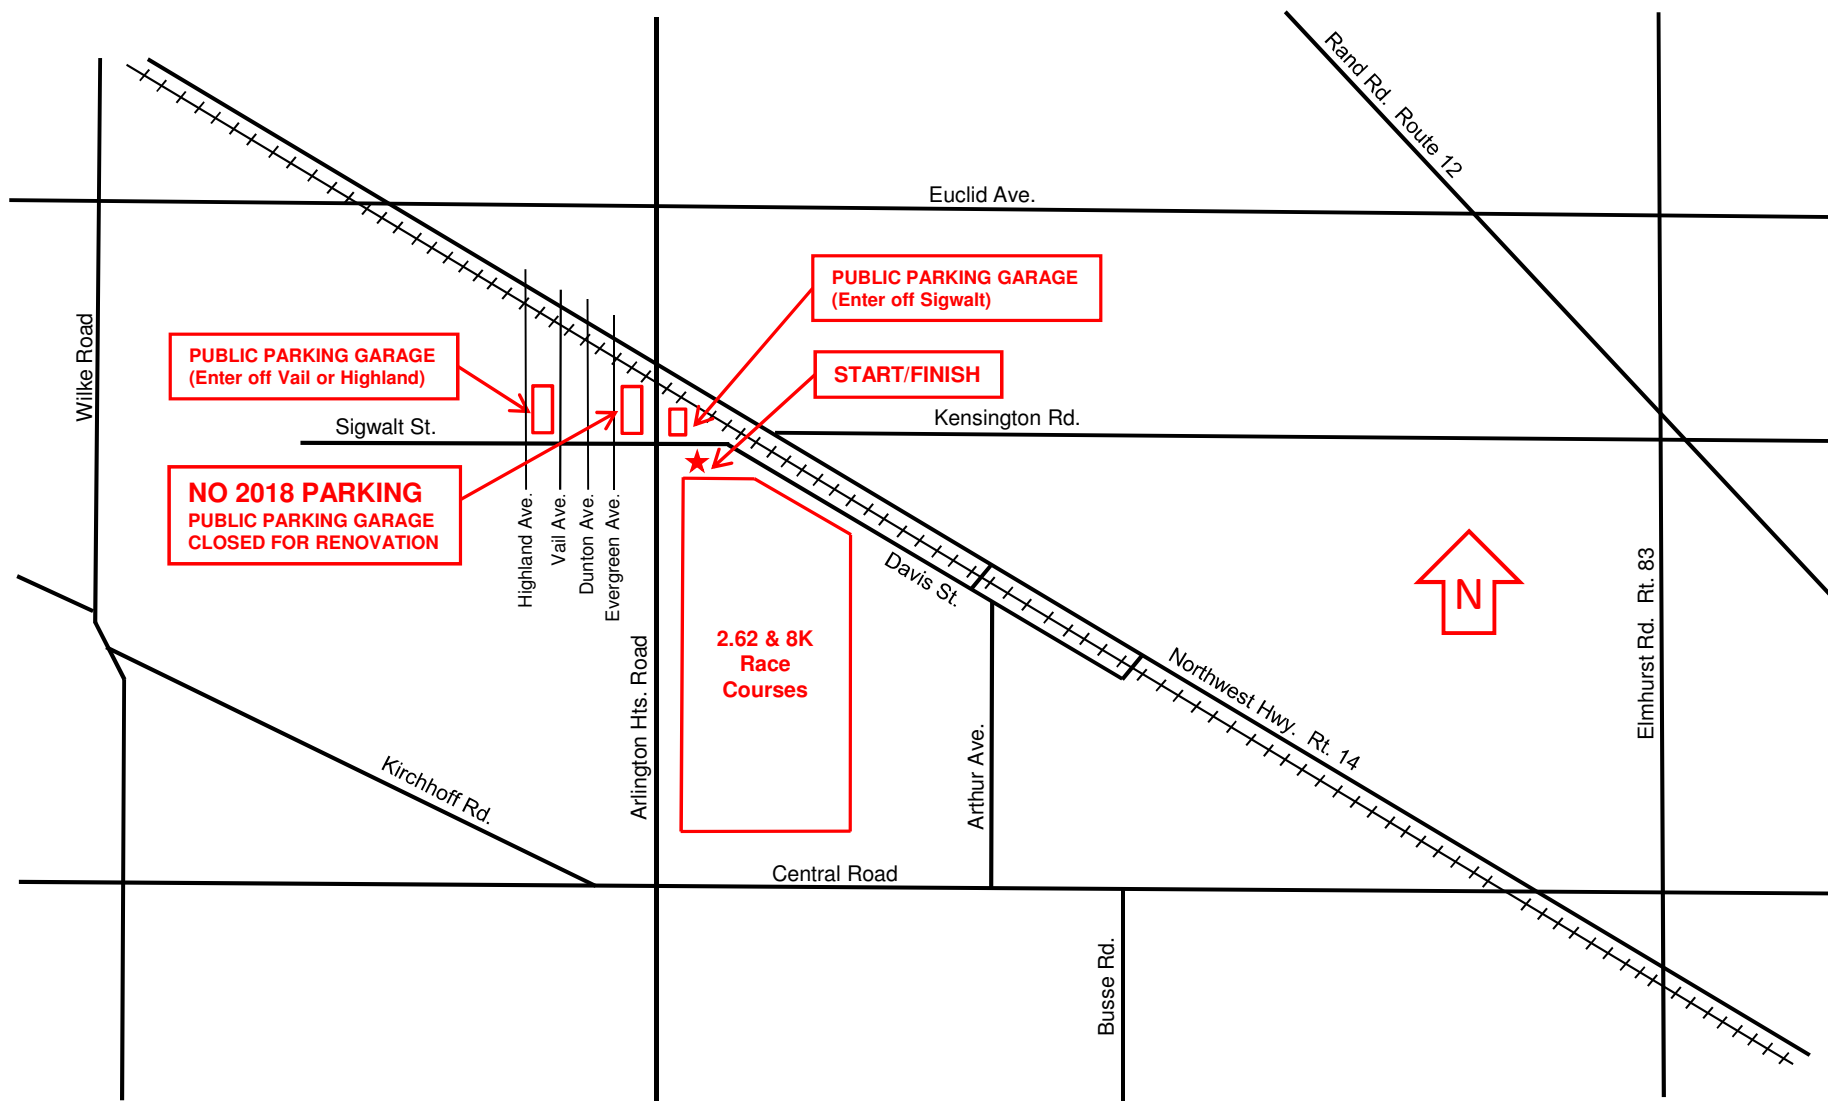 Rand Rd.  Route 12
Euclid Ave.
PUBLIC PARKING GARAGE
(Enter off Sigwalt)
Wilke Road
PUBLIC PARKING GARAGE
(Enter off Vail or Highland)
START/FINISH
Sigwalt St.
Kensington Rd.
NO 2018 PARKING
PUBLIC PARKING GARAGE
CLOSED FOR RENOVATION
Highland Ave.
Vail Ave.
Dunton Ave.
Evergreen Ave.
Davis St.
N
Elmhurst Rd.  Rt. 83
2.62 & 8K
Race
Courses
Arlington Hts. Road
Northwest Hwy.  Rt. 14
Arthur Ave.
Kirchhoff Rd.
Central Road
Busse Rd.